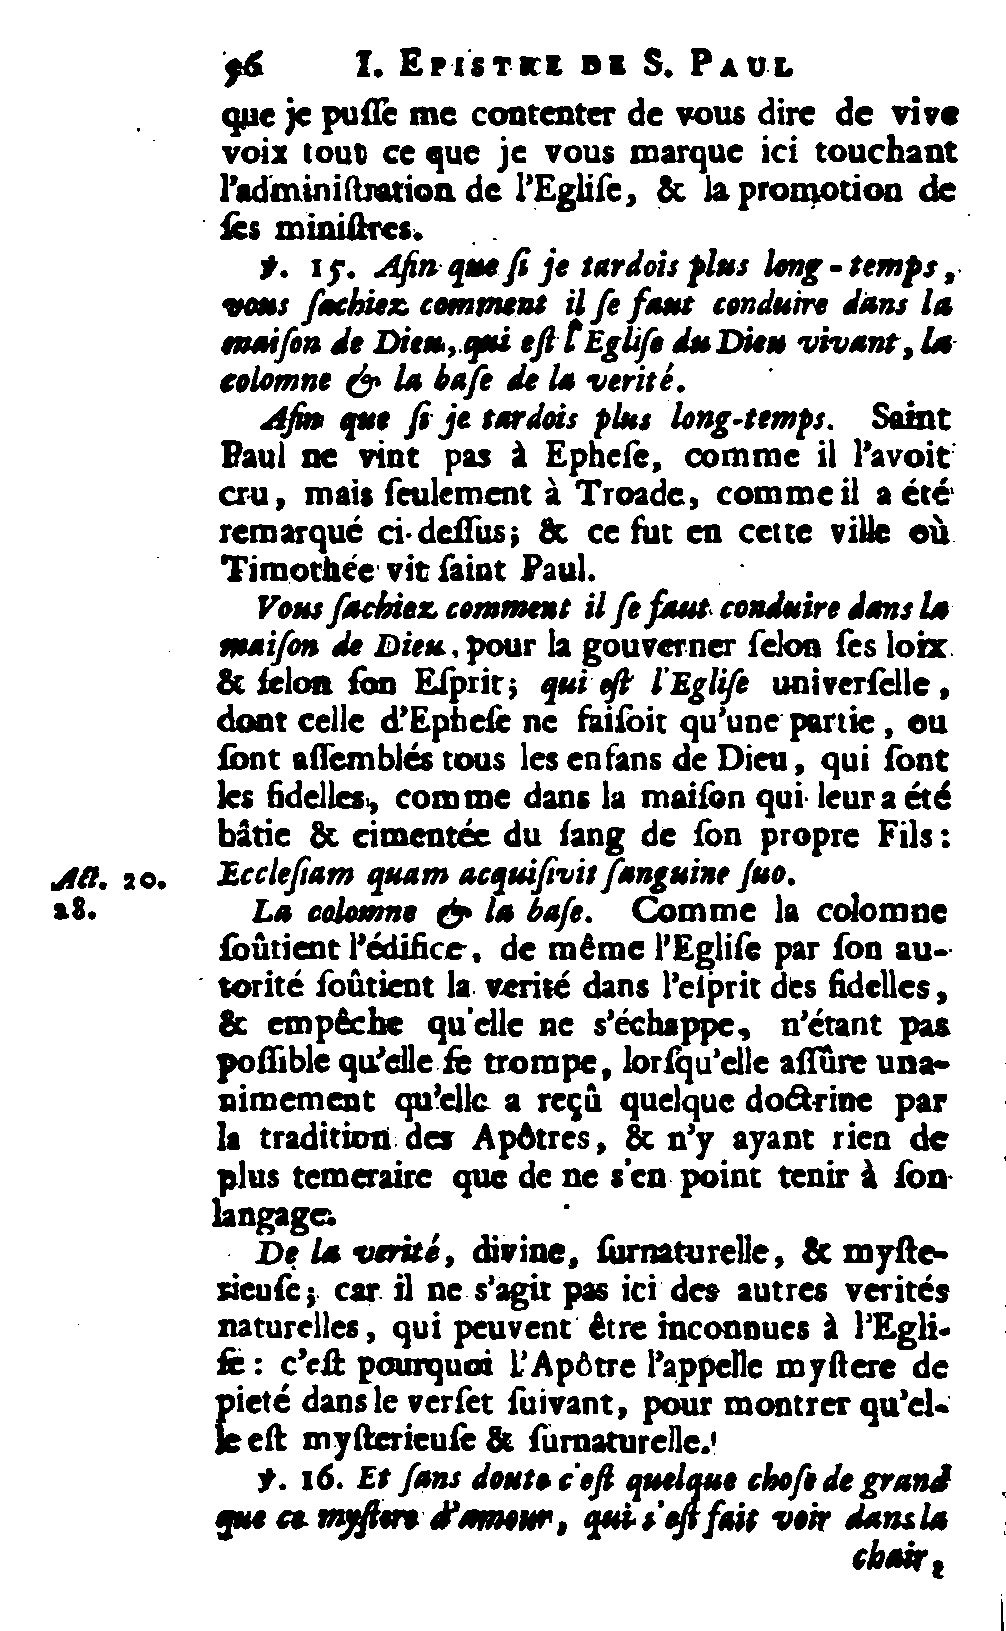 96 I. EPISTRE DE S. PAUL
que je puſſe me contenter de vous dire de vive
voix tout ce que je vous marque ici touchant
l'adminiſtration de l'Egliſe, & la promotion de
ſes miniſtres.
℣. 15. Afin que ſi je tardois plus long-temps,
vous ſachiez comment il ſe faut conduire dans la
maiſon de Dieu, qui eſt l'Egliſe du Dieu vivant, la
colomne & la baſe de la verité.
Afin que ſi je tardois plus long-temps. Saint
Paul ne vint pas à Epheſe, comme il l'avoit
cru, mais ſeulement à Troade, comme il a été
remarqué ci-deſſus; & ce fut en cette ville où
Timothée vit ſaint Paul.
Vous ſachiez comment il ſe faut conduire dans la
maiſon de Dieu, pour la gouverner ſelon ſes loix
& ſelon ſon Eſprit; qui eſt l'Egliſe univerſelle,
dont celle d'Epheſe ne faiſoit qu'une partie, ou
ſont aſſemblés tous les enfans de Dieu, qui ſont
les fidelles, comme dans la maiſon qui leur a été
bâtie & cimentée du ſang de ſon propre Fils:
Act. 20. Eccleſiam quam acquiſivit ſanguine ſuo.
28. La colomne & la baſe. Comme la colomne
ſoûtient l'édifice, de même l'Egliſe par ſon au-
torité ſoûtient la verité dans l'eſprit des fidelles,
& empêche qu'elle ne s'échappe, n'étant pas
poſſible qu'elle ſe trompe, lorſqu'elle aſſûre una-
nimement qu'elle a reçû quelque doctrine par
la tradition des Apôtres, & n'y ayant rien de
plus temeraire que de ne s'en point tenir à ſon
langage.
De la verité, divine, ſurnaturelle, & myſte-
rieuſe; car il ne s'agit pas ici des autres verités
naturelles, qui peuvent être inconnues à l'Egli-
ſe: c'eſt pourquoi l'Apôtre l'appelle myſtere de
pieté dans le verſet ſuivant, pour montrer qu'el-
le eſt myſterieuſe & ſurnaturelle.
℣. 16. Et ſans doute c'eſt quelque choſe de grand
que ce myſtere d'amour, qui s'eſt fait voir dans la
chair,